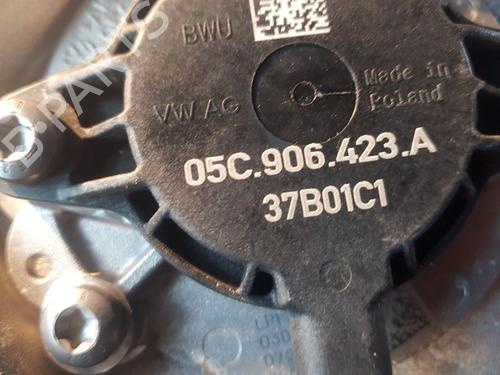 BWU
VW AG
Made in
Poland
05C.906.423.A
37B01C1